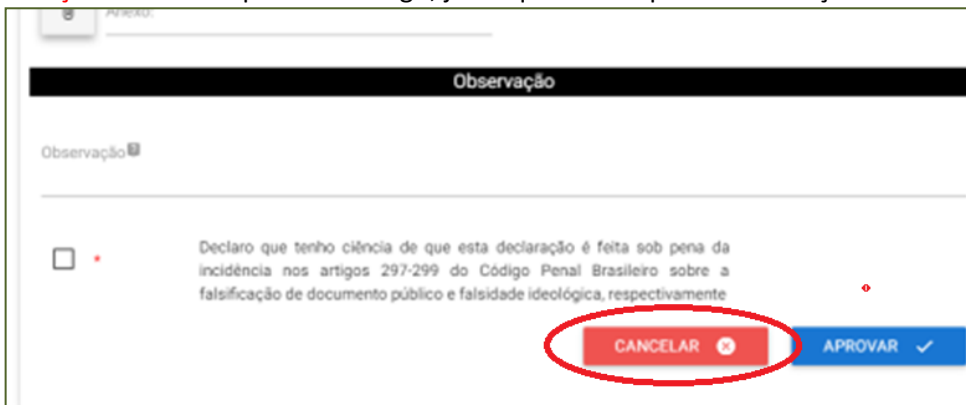 Anexo:
Observação
Observação
Declaro que tenho ciência de que esta declaração é feita sob pena da
incidência nos artigos 297-299 do Código Penal Brasileiro sobre a
falsificação de documento público e falsidade ideológica, respectivamente
CANCELAR
APROVAR